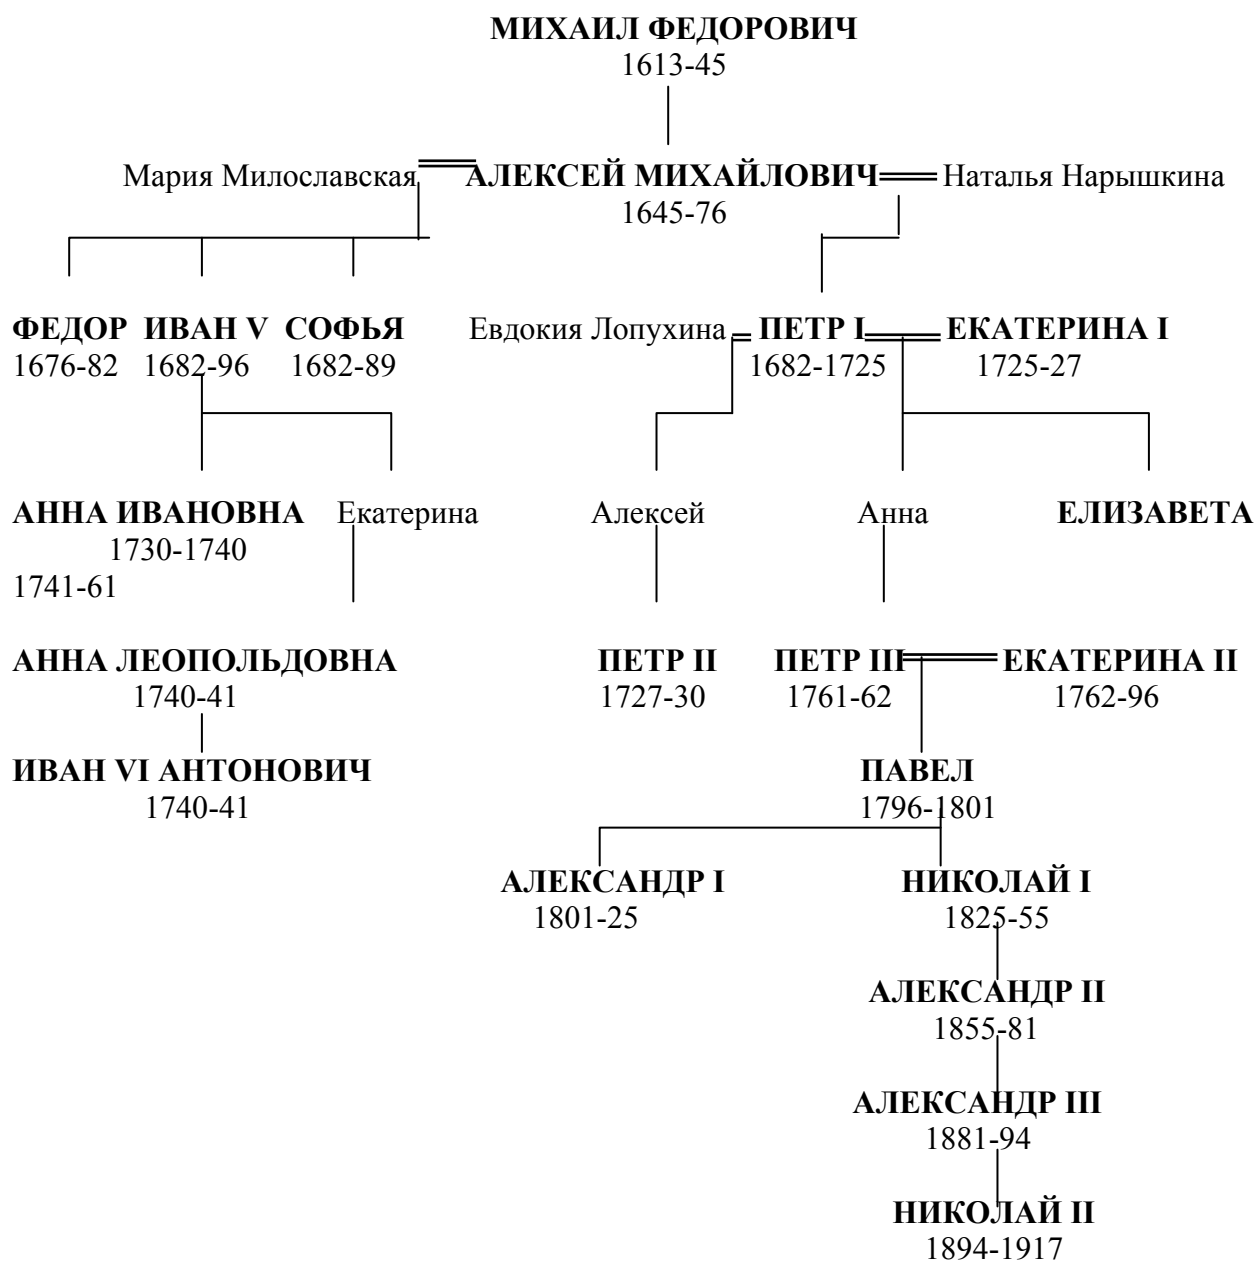 МИХАИЛ ФЕДОРОВИЧ
1613-45
Мария Милославская АЛЕКСЕЙ МИХАЙЛОВИЧ Наталья Нарышкина
1645-76
ФЕДОР ИВАН V СОФЬЯ Евдокия Лопухина ПЕТР I ЕКАТЕРИНА I
1676-82 1682-96 1682-89 1682-1725 1725-27
АННА ИВАНОВНА Екатерина Алексей Анна ЕЛИЗАВЕТА
1730-1740
1741-61
АННА ЛЕОПОЛЬДОВНА ПЕТР II ПЕТР III ЕКАТЕРИНА II
1740-41 1727-30 1761-62 1762-96
ИВАН VI АНТОНОВИЧ ПАВЕЛ
1740-41 1796-1801
АЛЕКСАНДР I НИКОЛАЙ I
1801-25 1825-55
АЛЕКСАНДР II
1855-81
АЛЕКСАНДР III
1881-94
НИКОЛАЙ II
1894-1917